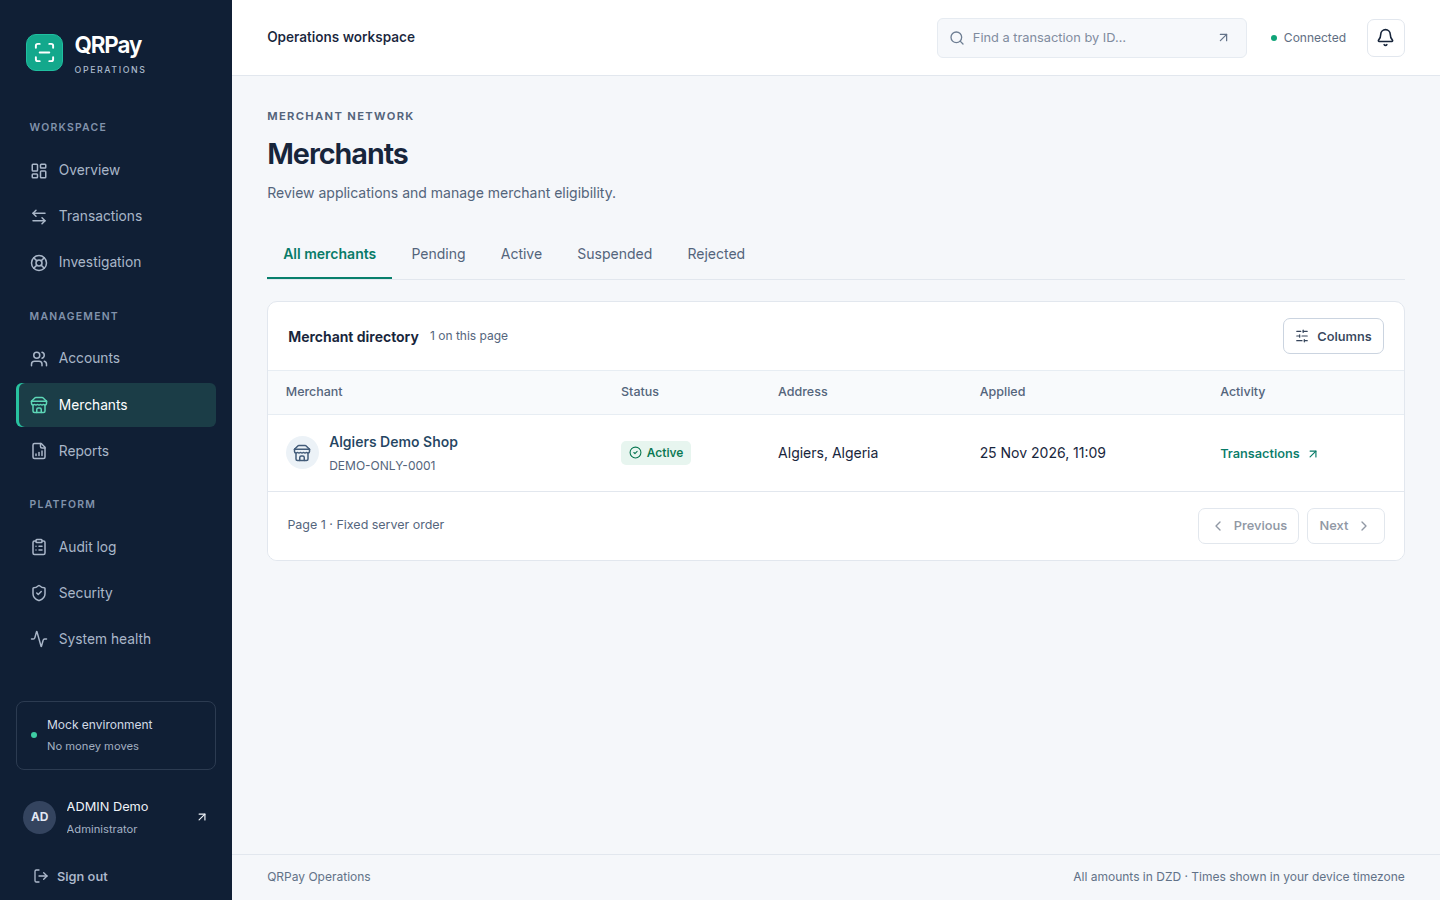 QRPay
OPERATIONS
WORKSPACE
Overview
Transactions
Investigation
MANAGEMENT
Accounts
Merchants
Reports
PLATFORM
Audit log
Security
System health
Mock environment
No money moves
AD
ADMIN Demo
Administrator
Sign out
Operations workspace
Find a transaction by ID...
Connected
MERCHANT NETWORK
Merchants
Review applications and manage merchant eligibility.
All merchants Pending Active Suspended Rejected
Merchant directory 1 on this page
Columns
Merchant Status Address Applied Activity
Algiers Demo Shop
DEMO-ONLY-0001
Active
Algiers, Algeria
25 Nov 2026, 11:09
Transactions
Page 1 · Fixed server order
Previous
Next
QRPay Operations
All amounts in DZD · Times shown in your device timezone